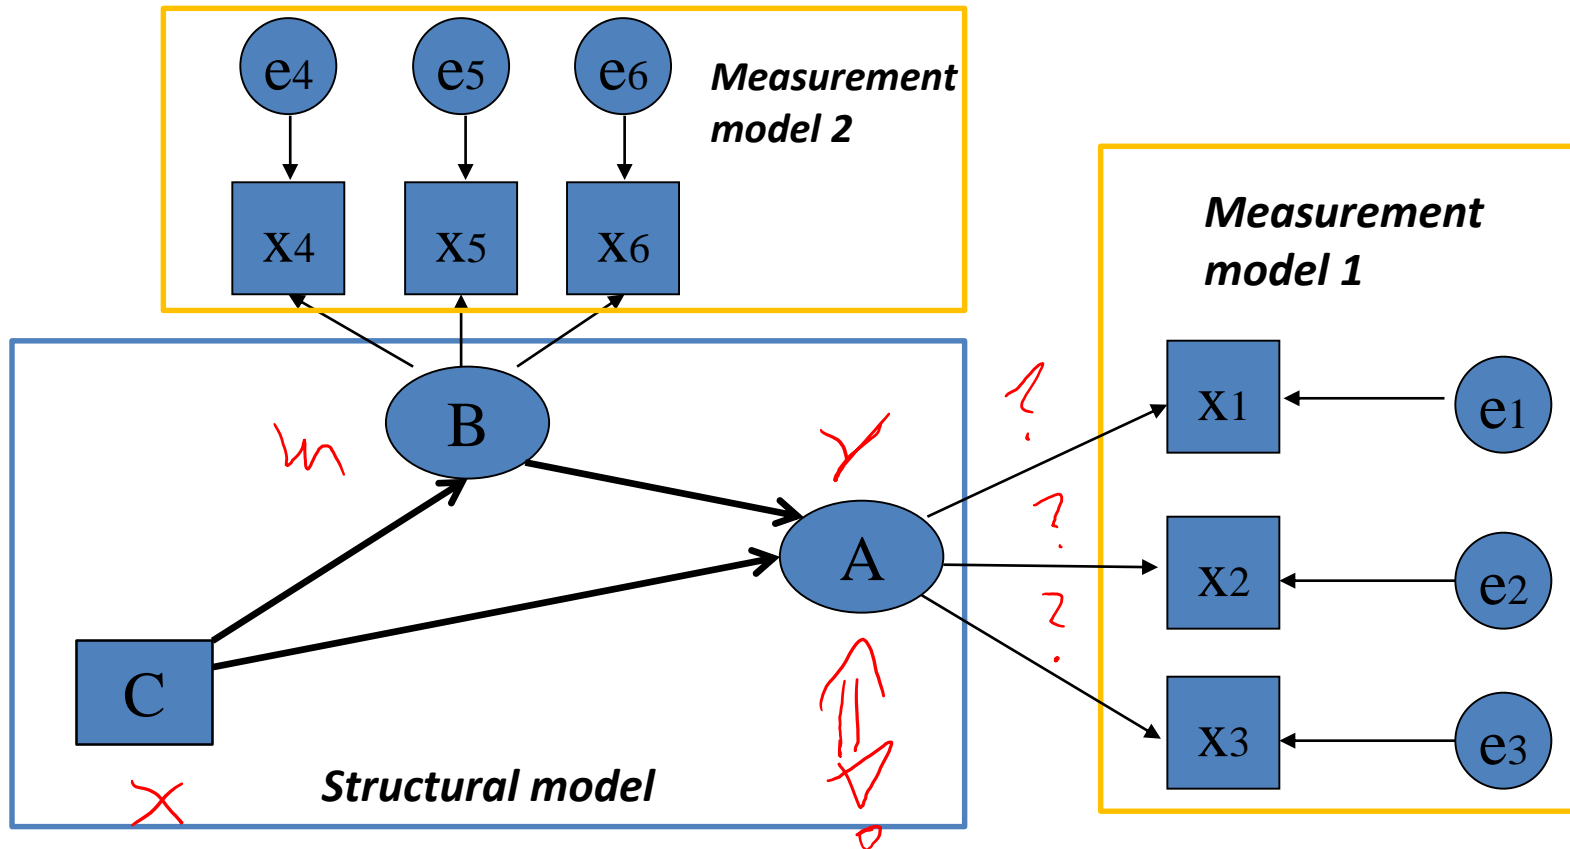 e4 e5 e6
Measurement
model 2
x4 x5 x6
Measurement
model 1
x1 e1
?
B
m
Y
?
A
x2 e2
?
C
x3 e3
Structural model
X